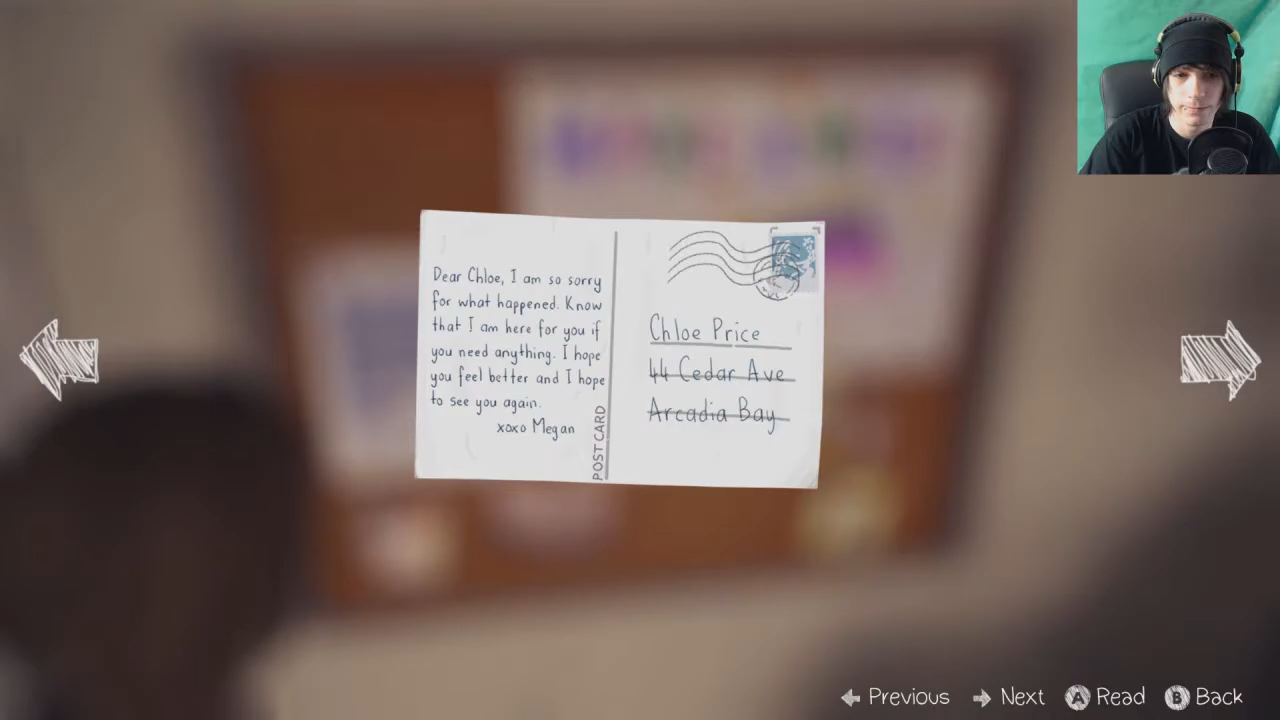 Dear Chloe, I am so sorry
for what happened. Know
that I am here for you if
you need anything. I hope
you feel better and I hope
to see you again.
xoxo Megan
POST CARD
Chloe Price
44 Cedar Ave
Arcadia Bay
Previous
Next
A Read
B Back